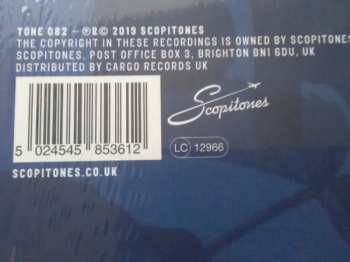 TONE 082 - ℗&© 2019 SCOPITONES
THE COPYRIGHT IN THESE RECORDINGS IS OWNED BY SCOPITONES
SCOPITONES, POST OFFICE BOX 3, BRIGHTON BN1 6DU, UK
DISTRIBUTED BY CARGO RECORDS UK
Scopitones
5 024545 853612
LC 12966
SCOPITONES.CO.UK